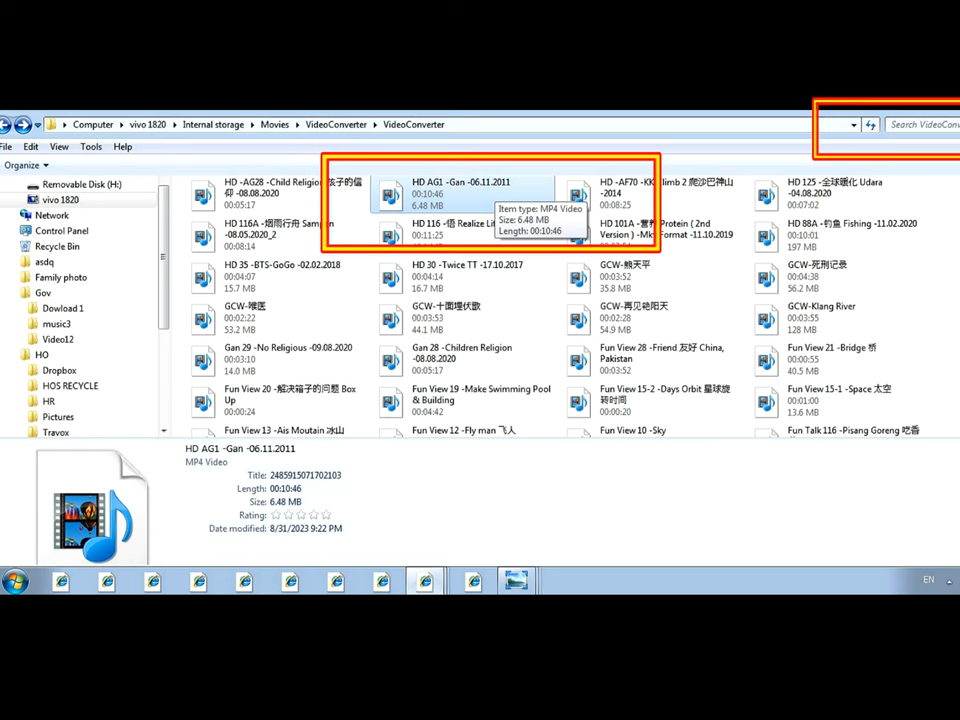 Computer ▸ vivo 1820 ▸ Internal storage ▸ Movies ▸ VideoConverter ▸ VideoConverter
Search VideoConv
File Edit View Tools Help
Organize
Removable Disk (H:)
vivo 1820
Network
Control Panel
Recycle Bin
asdq
Family photo
Gov
Dowload 1
music3
Video12
HO
Dropbox
HOS RECYCLE
HR
Pictures
Travox
HD -AG28 -Child Religion 孩子的信
仰 -08.08.2020
00:05:17
HD AG1 -Gan -06.11.2011
00:10:46
6.48 MB
HD -AF70 -KK Climb 2 爬沙巴神山
-2014
00:08:25
HD 125 -全球暖化 Udara
-04.08.2020
00:07:02
HD 116A -烟雨行舟
-08.05.2020_2
00:08:14
HD 116 -悟 Realize
00:11:25
HD 101A -营养 Protein ( 2nd
Version ) -Mkv Format -11.10.2019
HD 88A -钓鱼 Fishing -11.02.2020
00:10:01
197 MB
Item type: MP4 Video
Size: 6.48 MB
Length: 00:10:46
HD 35 -BTS-GoGo -02.02.2018
00:04:07
15.7 MB
HD 30 -Twice TT -17.10.2017
00:04:14
16.7 MB
GCW-熊天平
00:03:52
35.8 MB
GCW-死刑记录
00:04:38
56.2 MB
GCW-喉医
00:02:22
53.2 MB
GCW-十面埋伏歌
00:03:53
44.1 MB
GCW-再见艳阳天
00:02:28
54.9 MB
GCW-Klang River
00:03:55
128 MB
Gan 29 -No Religious -09.08.2020
00:03:10
14.0 MB
Gan 28 -Children Religion
-08.08.2020
00:05:17
Fun View 28 -Friend 友好 China,
Pakistan
00:03:52
Fun View 21 -Bridge 桥
00:00:55
40.5 MB
Fun View 20 -解决箱子的问题 Box
Up
00:00:24
Fun View 19 -Make Swimming Pool
& Building
00:04:42
Fun View 15-2 -Days Orbit 星球旋
转时间
00:00:20
Fun View 15-1 -Space 太空
00:01:00
13.6 MB
Fun View 13 -Ais Moutain 冰山
Fun View 12 -Fly man 飞人
Fun View 10 -Sky
Fun Talk 116 -Pisang Goreng 吃香
HD AG1 -Gan -06.11.2011
MP4 Video
Title: 2485915071702103
Length: 00:10:46
Size: 6.48 MB
Rating:
Date modified: 8/31/2023 9:22 PM
EN